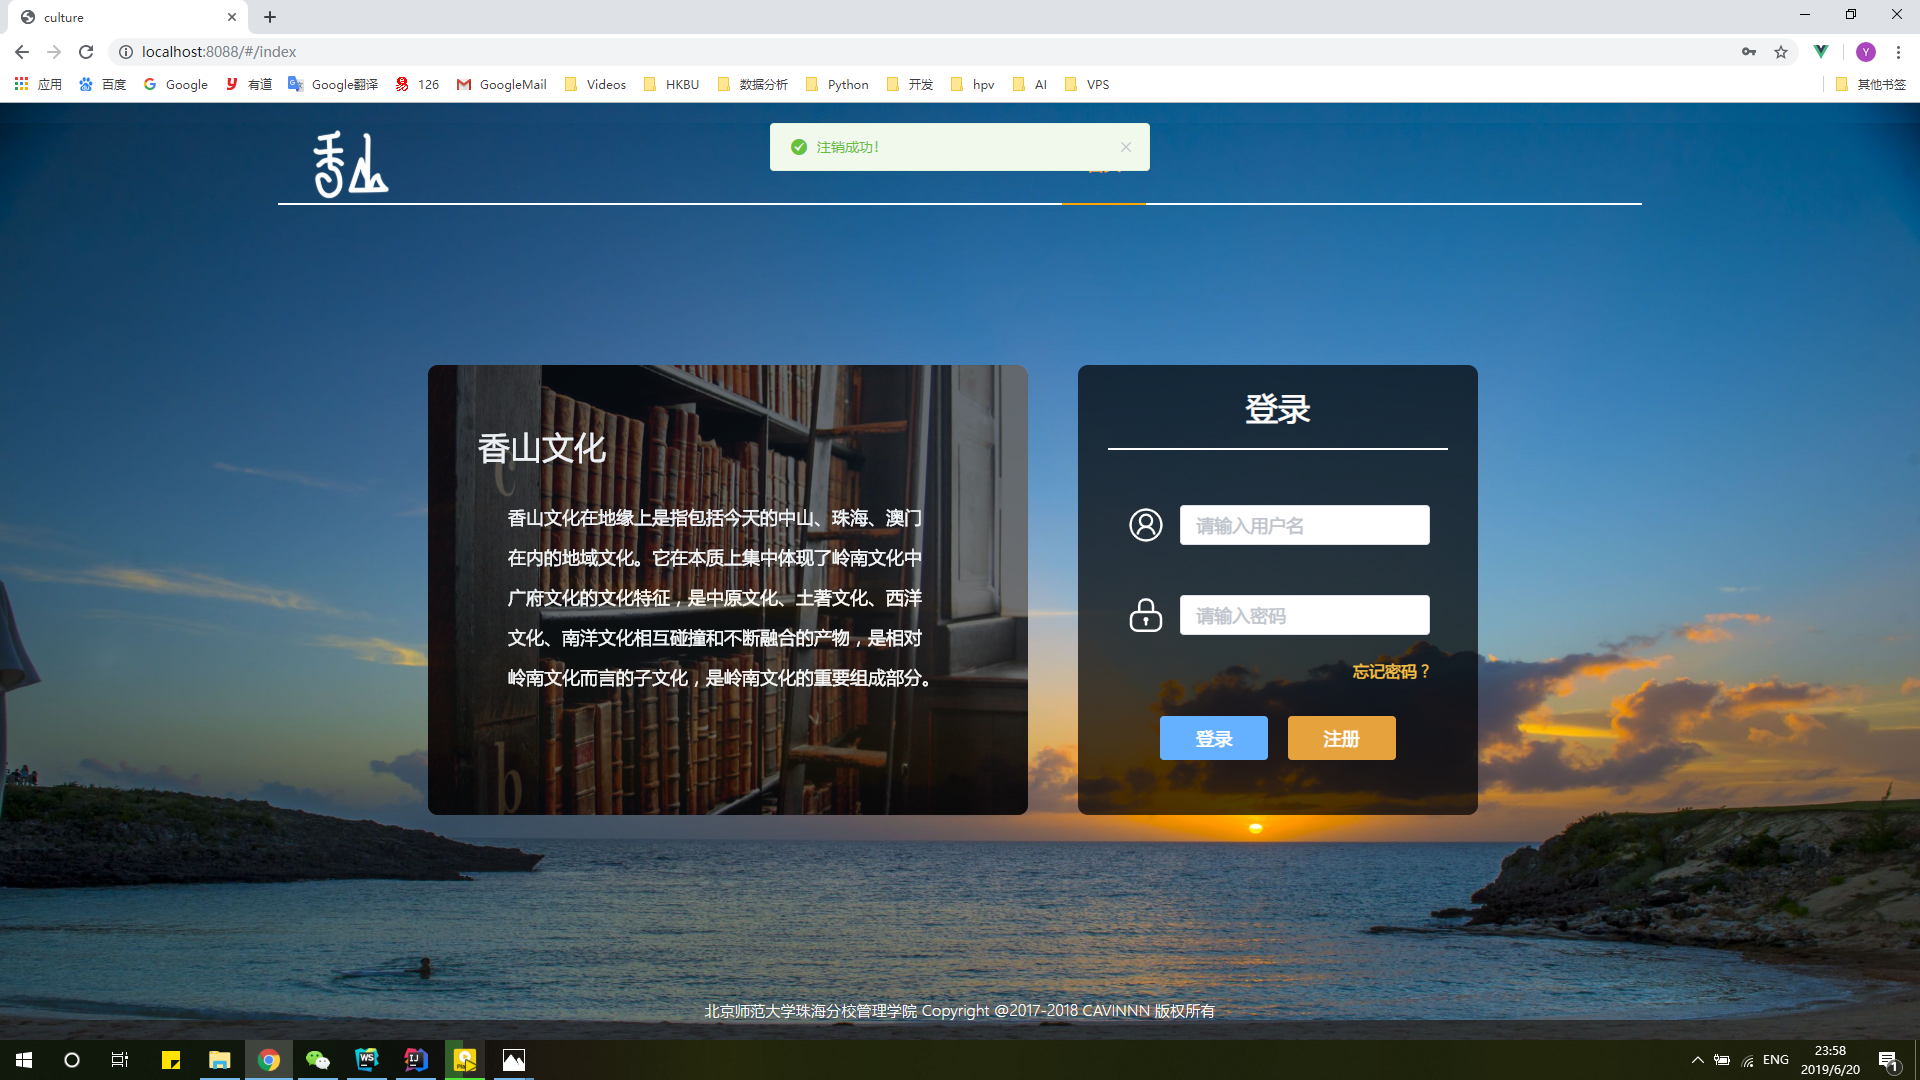 culture
localhost:8088/#/index
Y
应用
百度
Google
有道
Google翻译
126
GoogleMail
Videos
HKBU
数据分析
Python
开发
hpv
AI
VPS
其他书签
香山
注销成功!
香山文化
香山文化在地缘上是指包括今天的中山、珠海、澳门
在内的地域文化。它在本质上集中体现了岭南文化中
广府文化的文化特征，是中原文化、土著文化、西洋
文化、南洋文化相互碰撞和不断融合的产物，是相对
岭南文化而言的子文化，是岭南文化的重要组成部分。
登录
请输入用户名
请输入密码
忘记密码？
登录
注册
北京师范大学珠海分校管理学院 Copyright @2017-2018 CAVINNN 版权所有
WS
IJ
ENG
23:58
2019/6/20
1